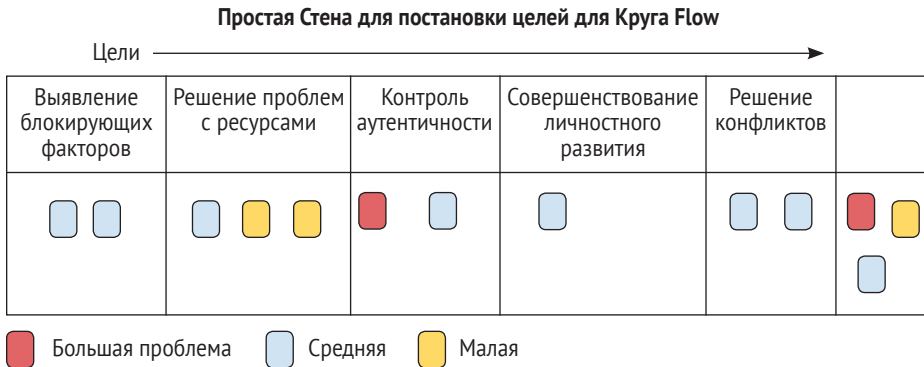 Простая Стена для постановки целей для Круга Flow
Цели
Выявление
блокирующих
факторов
Решение проблем
с ресурсами
Контроль
аутентичности
Совершенствование
личностного
развития
Решение
конфликтов
Большая проблема
Средняя
Малая